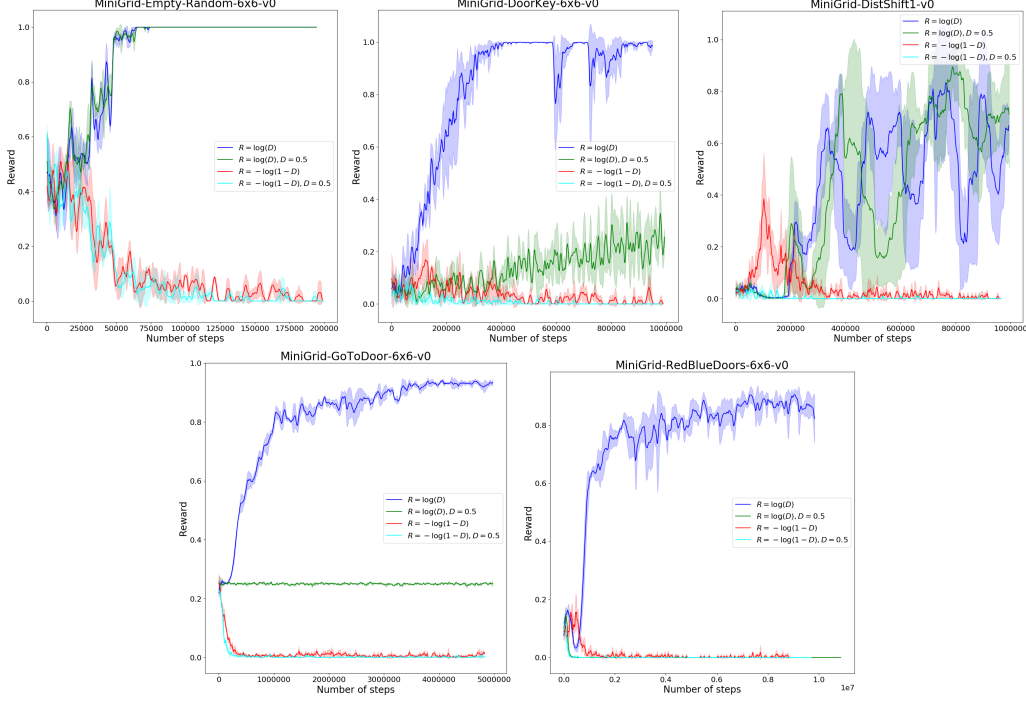 MiniGrid-Empty-Random-6x6-v0
1.0
0.8
0.6
0.4
0.2
0.0
Reward
R = log(D)
R = log(D), D = 0.5
R = − log(1 − D)
R = − log(1 − D), D = 0.5
0
25000
50000
75000
100000
125000
150000
175000
200000
Number of steps
MiniGrid-DoorKey-6x6-v0
1.0
0.8
0.6
0.4
0.2
0.0
Reward
R = log(D)
R = log(D), D = 0.5
R = − log(1 − D)
R = − log(1 − D), D = 0.5
0
200000
400000
600000
800000
1000000
Number of steps
MiniGrid-DistShift1-v0
1.0
0.8
0.6
0.4
0.2
0.0
Reward
R = log(D)
R = log(D), D = 0.5
R = − log(1 − D)
R = − log(1 − D), D = 0.5
0
200000
400000
600000
800000
1000000
Number of steps
MiniGrid-GoToDoor-6x6-v0
1.0
0.8
0.6
0.4
0.2
0.0
Reward
R = log(D)
R = log(D), D = 0.5
R = − log(1 − D)
R = − log(1 − D), D = 0.5
0
1000000
2000000
3000000
4000000
5000000
Number of steps
MiniGrid-RedBlueDoors-6x6-v0
0.8
0.6
0.4
0.2
0.0
Reward
R = log(D)
R = log(D), D = 0.5
R = − log(1 − D)
R = − log(1 − D), D = 0.5
0.0
0.2
0.4
0.6
0.8
1.0
1e7
Number of steps